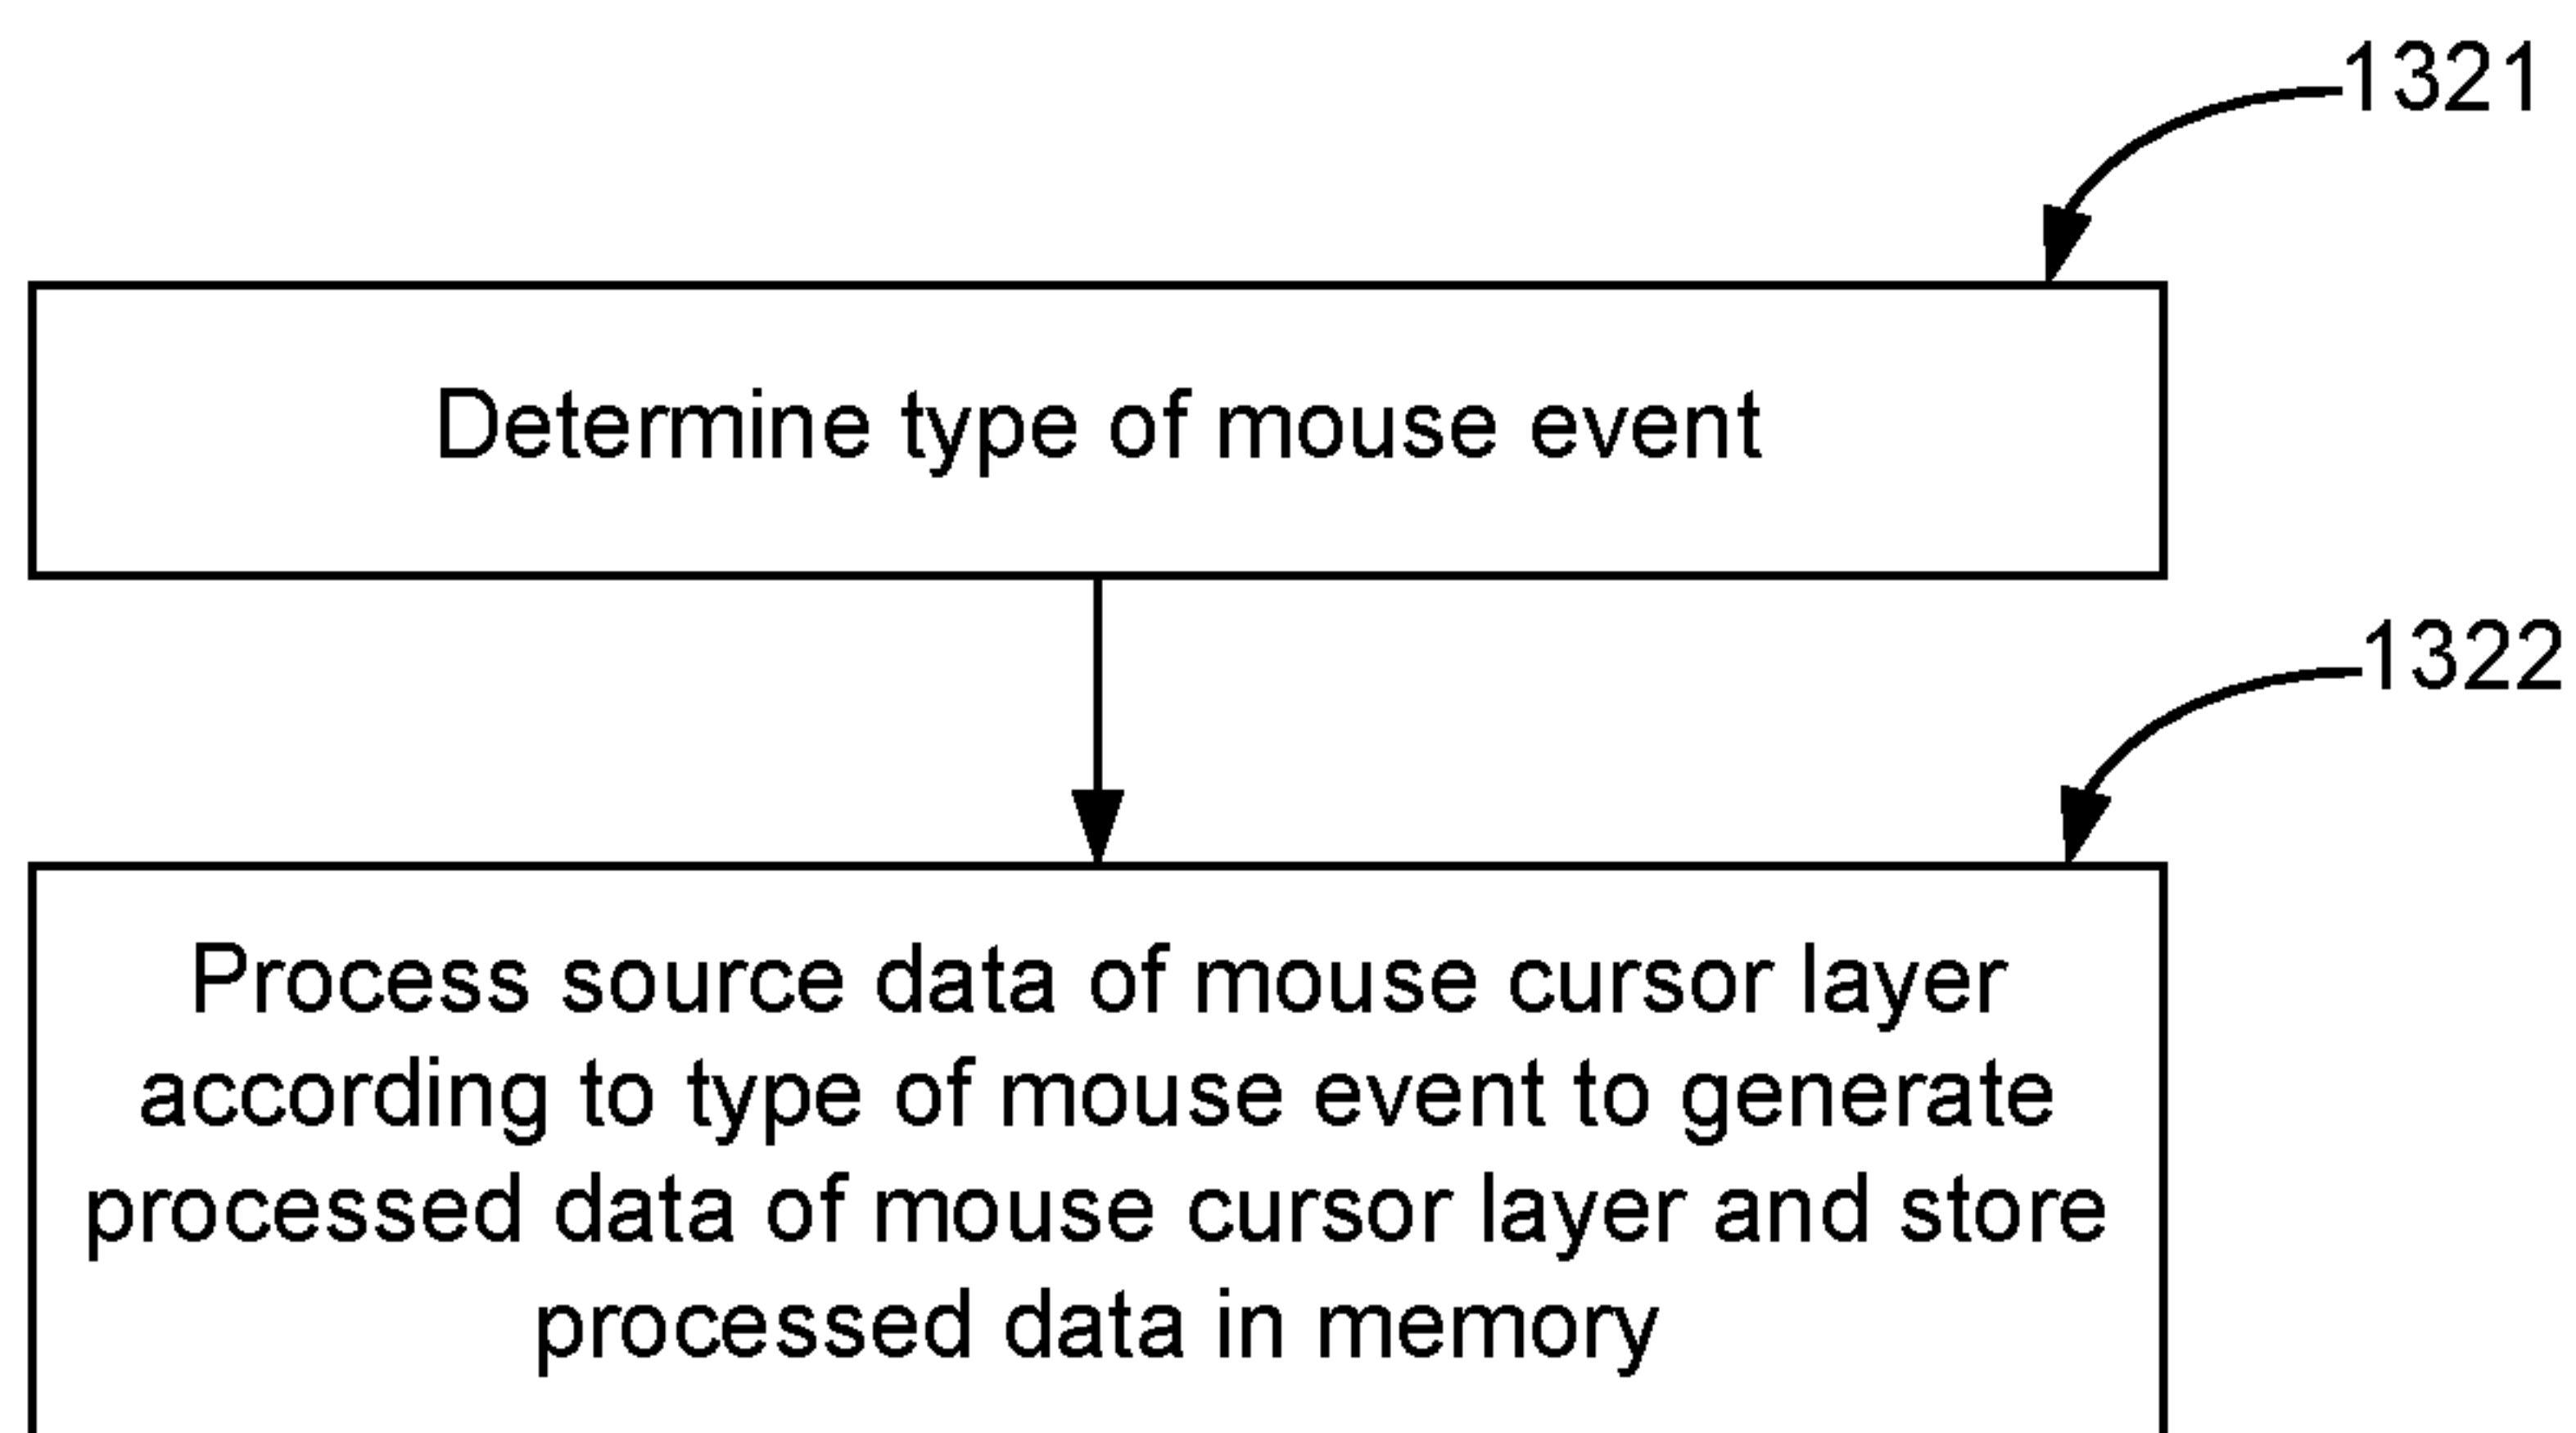 1321
Determine type of mouse event
1322
Process source data of mouse cursor layer
according to type of mouse event to generate
processed data of mouse cursor layer and store
processed data in memory